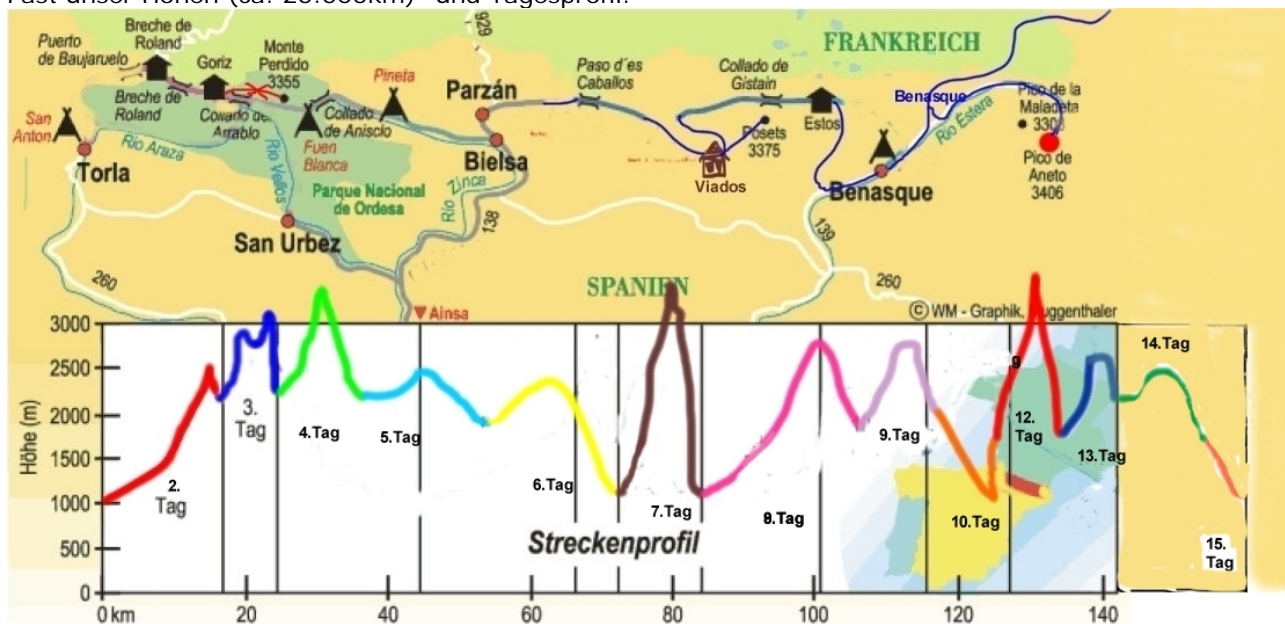 Fast unser Höhen (ca. 20.000km)- und Tagesprofil:
929
FRANKREICH
Puerto
de Baujaruelo
Breche de
Roland
Goriz
Monte
Perdido
3355
Pineta
Parzán
Paso d´es
Caballos
Collado de
Gistain
Benasque
Pico de la
Maladeta
3308
San
Anton
Breche de
Roland
Collado de
Arrablo
Collado
de Anisclo
Fuen
Blanca
Estos
Posets
3375
Rio Estera
Rio Araza
Torla
Rio Vellos
Parque Nacional
de Ordesa
Bielsa
Rio Zinca
Viados
Benasque
Pico de
Aneto
3406
San Urbez
138
139
260
260
SPANIEN
Ainsa
© WM - Graphik, Muggenthaler
Höhe (m)
3000
2500
2000
1500
1000
500
0
2.
Tag
3.
Tag
4.Tag
5.Tag
6.Tag
7.Tag
8.Tag
9.Tag
10.Tag
g
12.
Tag
13.Tag
14.Tag
15.
Tag
Streckenprofil
0 km
20
40
60
80
100
120
140